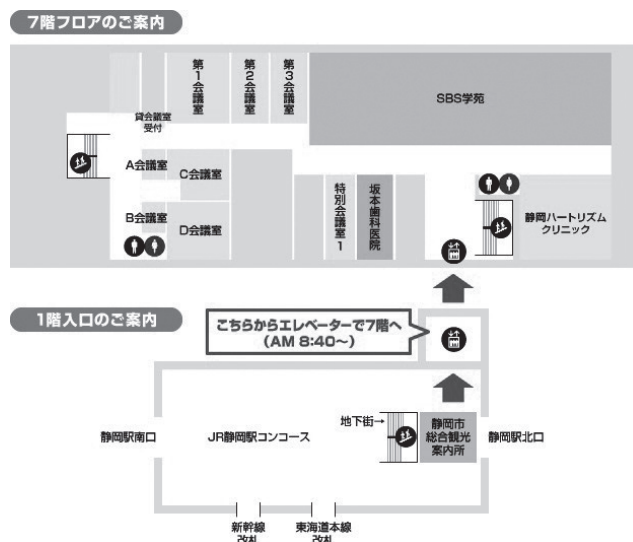 7階フロアのご案内
第1会議室
第2会議室
第3会議室
SBS学苑
貸会議室
受付
A会議室
C会議室
B会議室
D会議室
特別会議室1
坂本歯科医院
静岡ハートリズム
クリニック
1階入口のご案内
こちらからエレベーターで7階へ
(AM 8:40~)
地下街→
静岡市
総合観光
案内所
静岡駅南口
JR静岡駅コンコース
静岡駅北口
新幹線
改札
東海道本線
改札